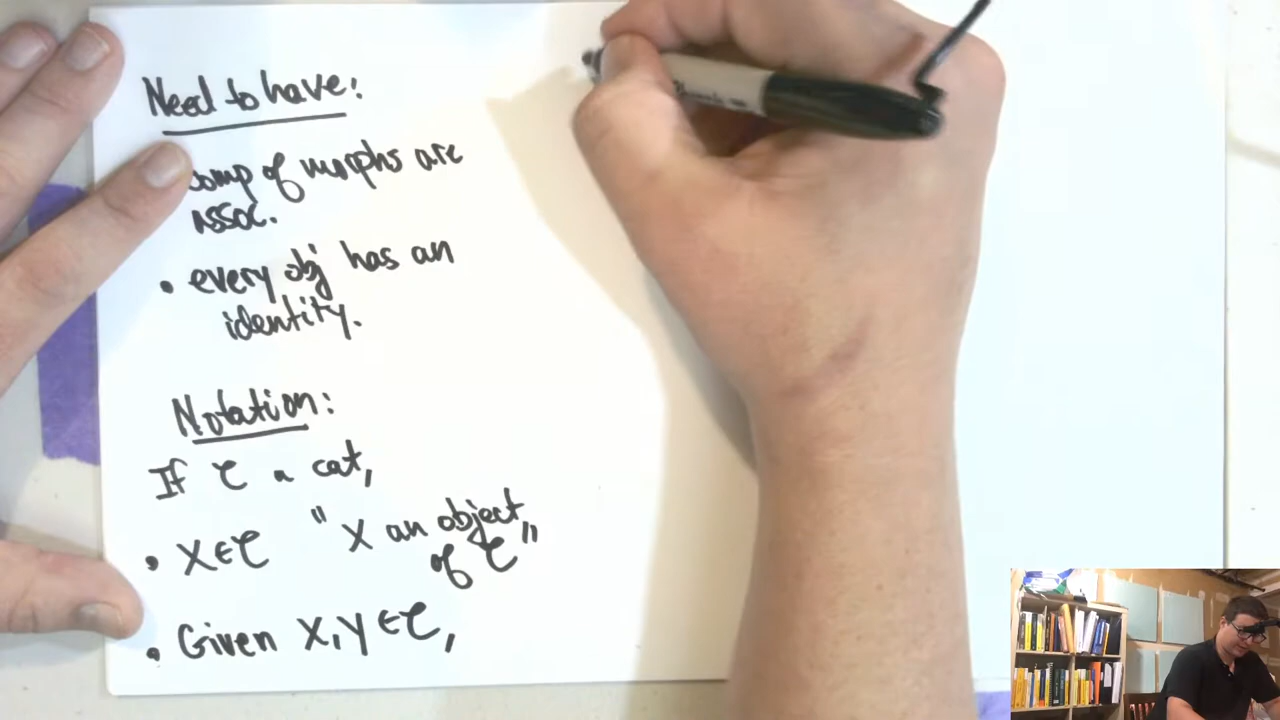 Need to have:
comp of morphs are
assoc.
• every obj has an
identity.
Notation:
If C a cat,
• X ∈ C " X an object
of C "
• Given X, Y ∈ C,